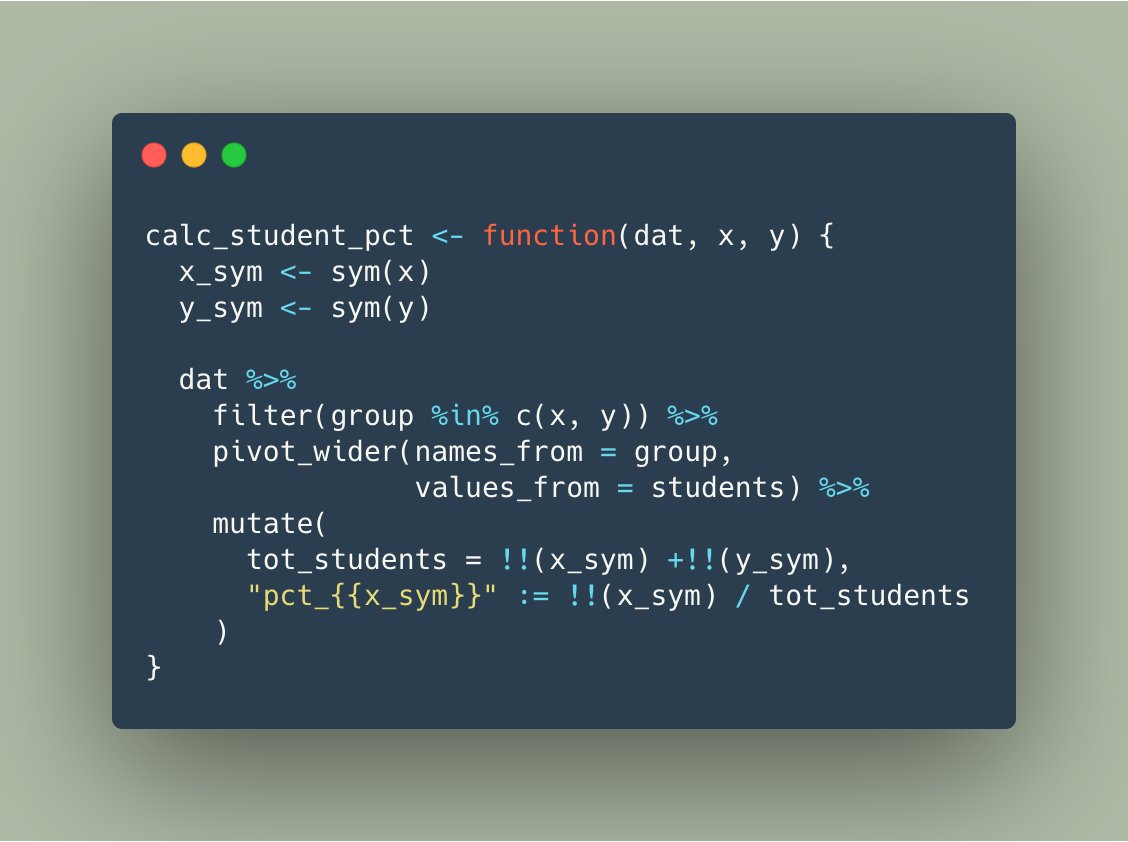 calc_student_pct <- function(dat, x, y) {
  x_sym <- sym(x)
  y_sym <- sym(y)

  dat %>%
    filter(group %in% c(x, y)) %>%
    pivot_wider(names_from = group,
                values_from = students) %>%
    mutate(
      tot_students = !!(x_sym) +!!(y_sym),
      "pct_{{x_sym}}" := !!(x_sym) / tot_students
    )
}